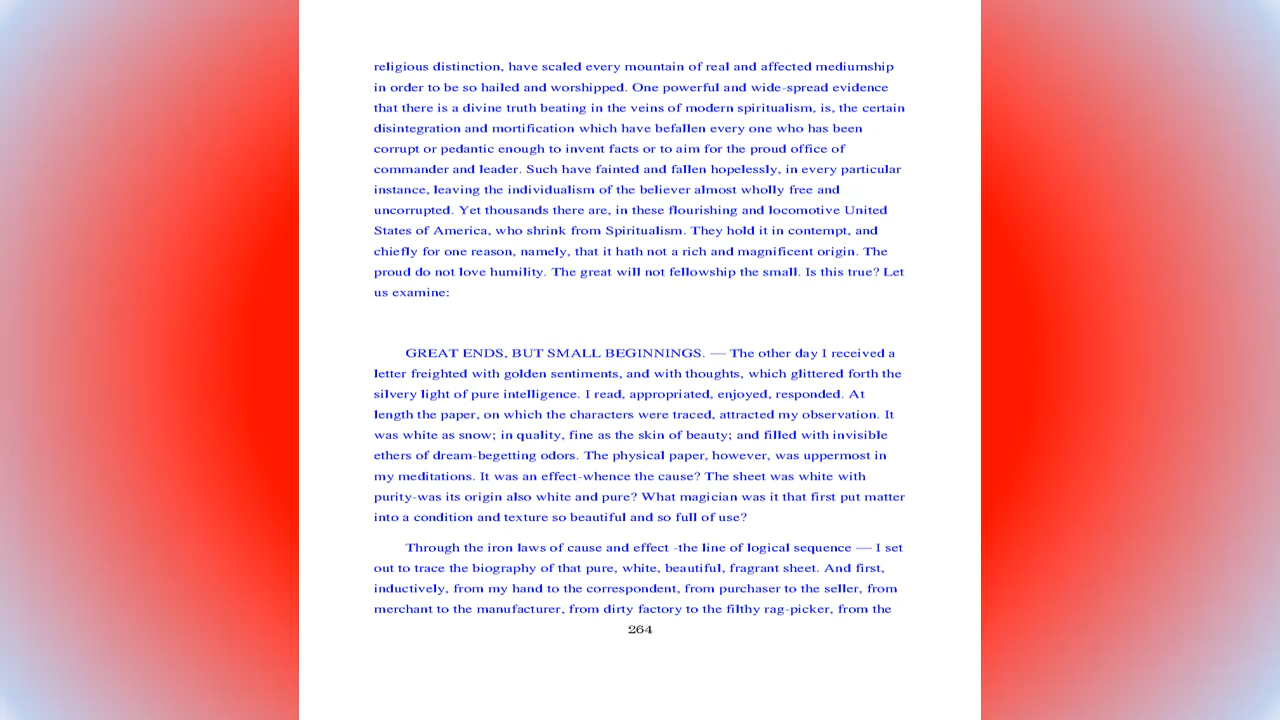 religious distinction, have scaled every mountain of real and affected mediumship
in order to be so hailed and worshipped. One powerful and wide-spread evidence
that there is a divine truth beating in the veins of modern spiritualism, is, the certain
disintegration and mortification which have befallen every one who has been
corrupt or pedantic enough to invent facts or to aim for the proud office of
commander and leader. Such have fainted and fallen hopelessly, in every particular
instance, leaving the individualism of the believer almost wholly free and
uncorrupted. Yet thousands there are, in these flourishing and locomotive United
States of America, who shrink from Spiritualism. They hold it in contempt, and
chiefly for one reason, namely, that it hath not a rich and magnificent origin. The
proud do not love humility. The great will not fellowship the small. Is this true? Let
us examine:
GREAT ENDS, BUT SMALL BEGINNINGS. — The other day I received a
letter freighted with golden sentiments, and with thoughts, which glittered forth the
silvery light of pure intelligence. I read, appropriated, enjoyed, responded. At
length the paper, on which the characters were traced, attracted my observation. It
was white as snow; in quality, fine as the skin of beauty; and filled with invisible
ethers of dream-begetting odors. The physical paper, however, was uppermost in
my meditations. It was an effect-whence the cause? The sheet was white with
purity-was its origin also white and pure? What magician was it that first put matter
into a condition and texture so beautiful and so full of use?
Through the iron laws of cause and effect -the line of logical sequence — I set
out to trace the biography of that pure, white, beautiful, fragrant sheet. And first,
inductively, from my hand to the correspondent, from purchaser to the seller, from
merchant to the manufacturer, from dirty factory to the filthy rag-picker, from the
264